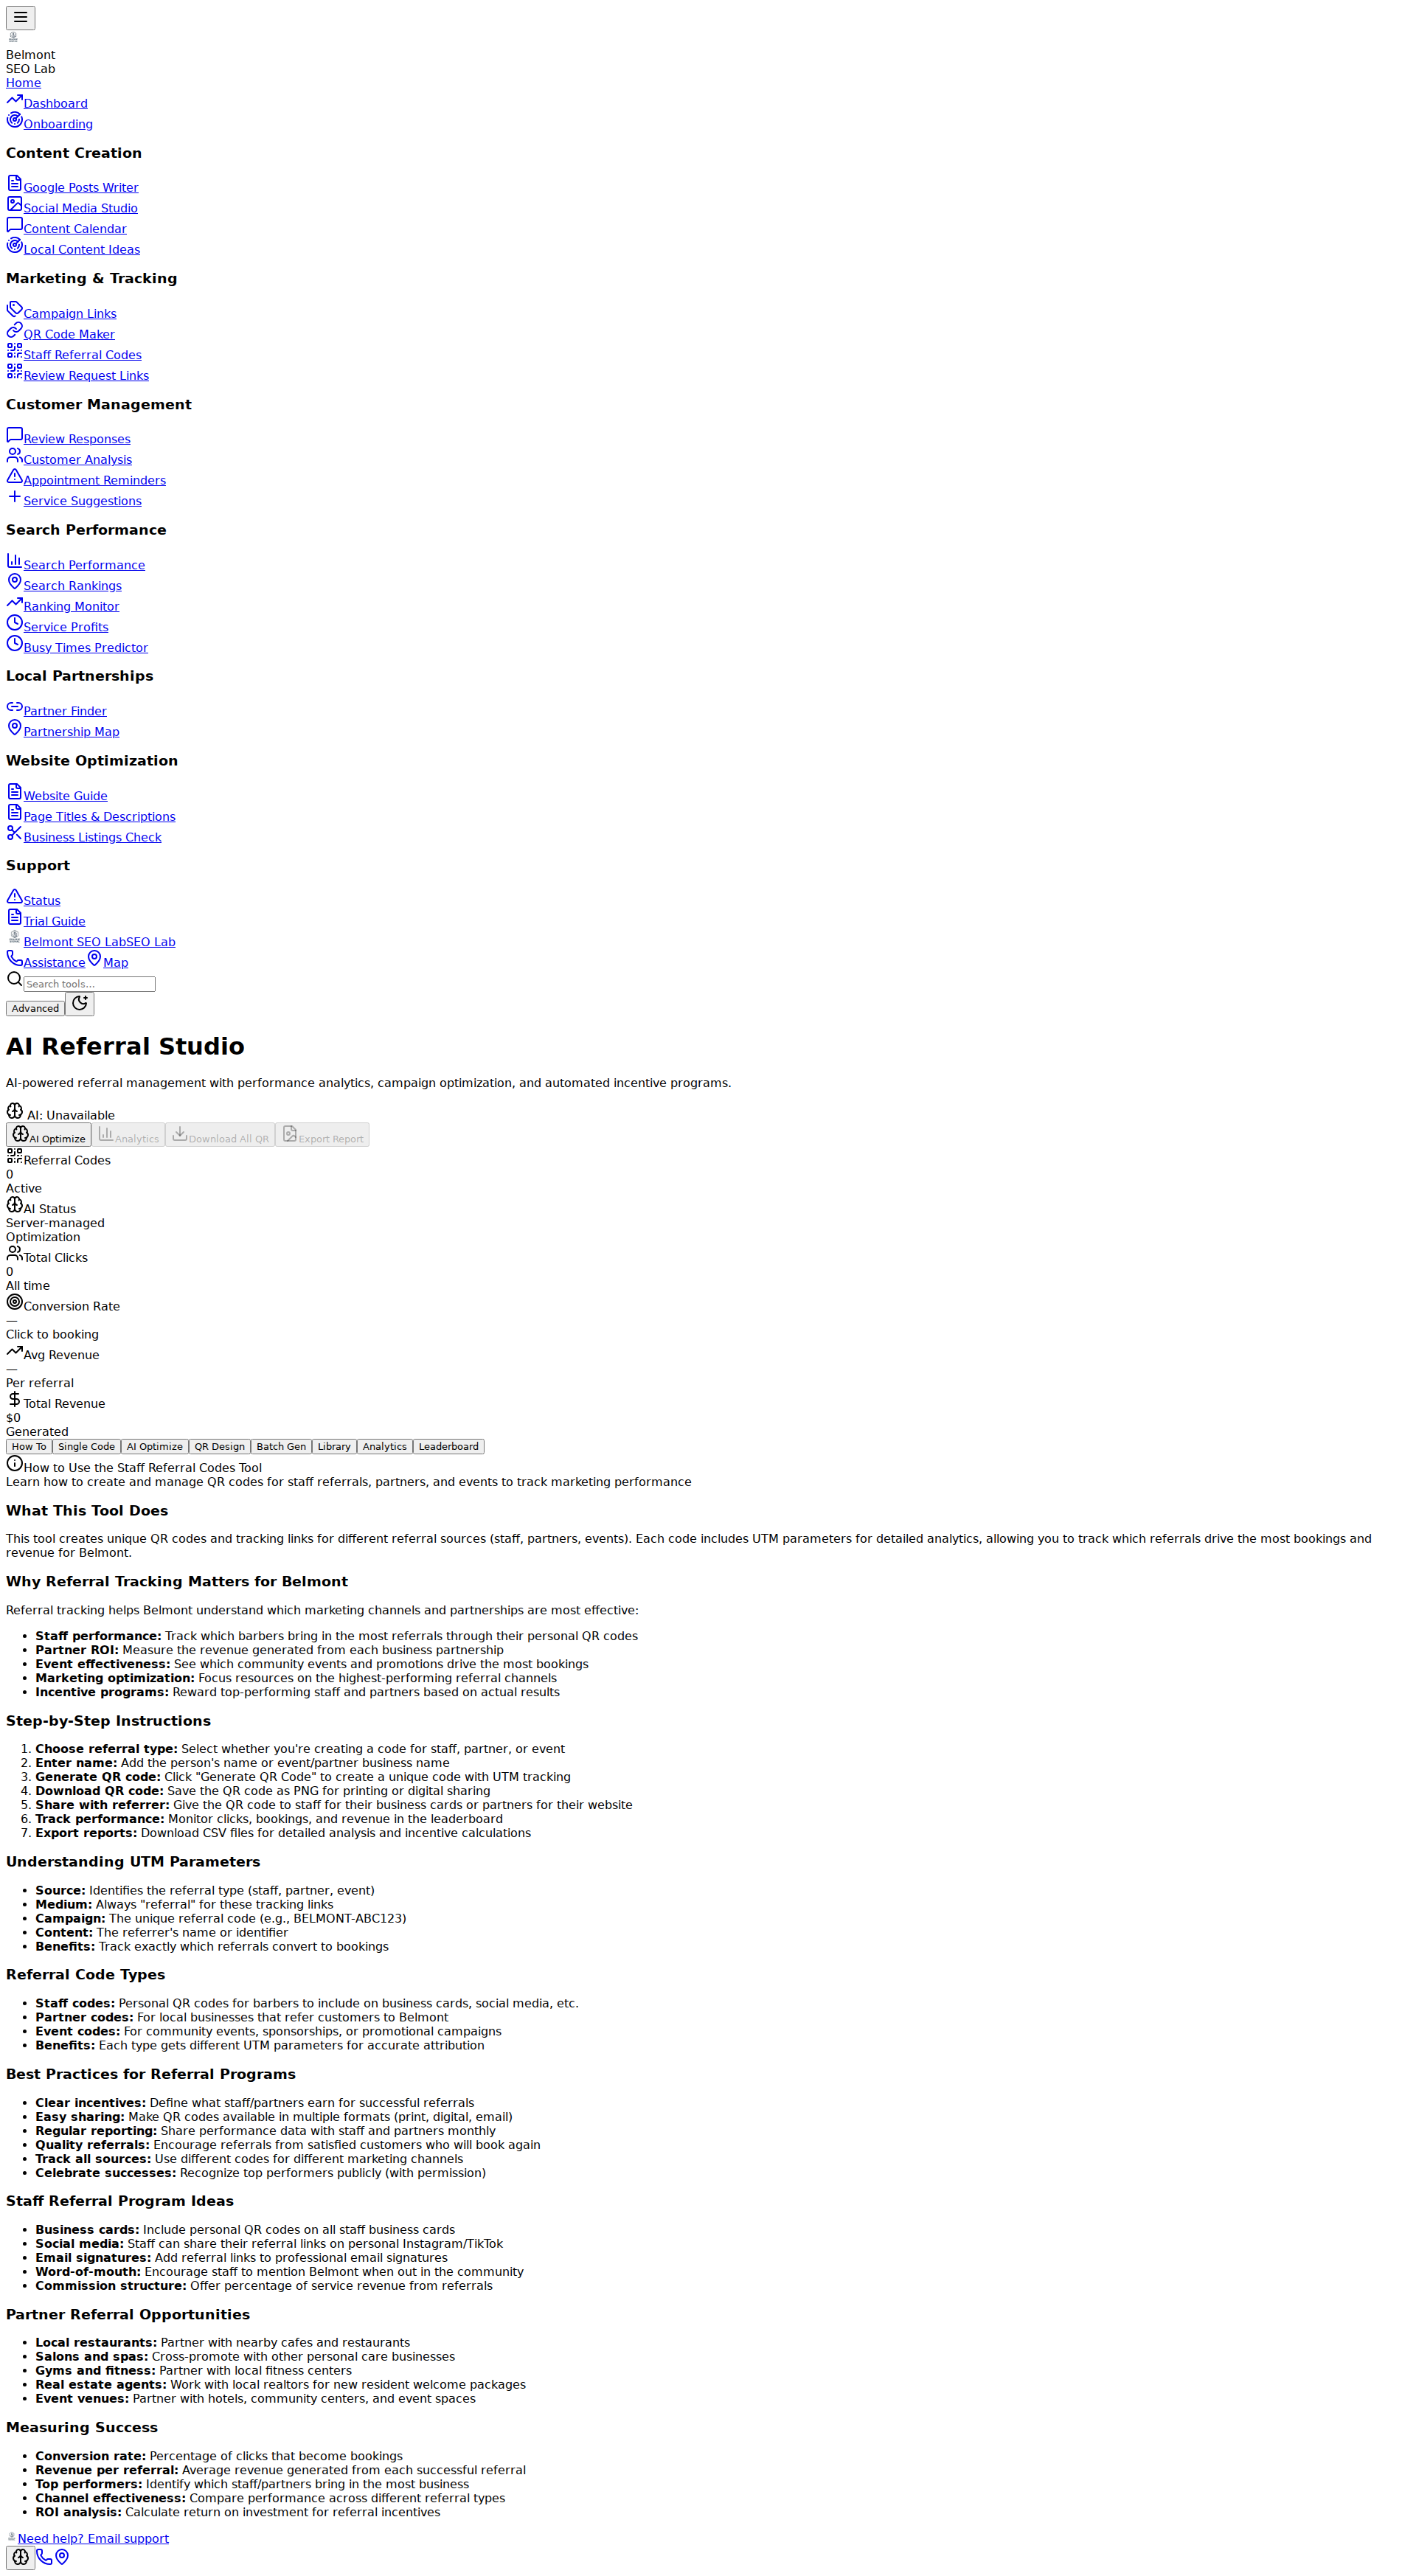 Belmont
SEO Lab
Home
Dashboard
Onboarding
Content Creation
Google Posts Writer
Social Media Studio
Content Calendar
Local Content Ideas
Marketing & Tracking
Campaign Links
QR Code Maker
Staff Referral Codes
Review Request Links
Customer Management
Review Responses
Customer Analysis
Appointment Reminders
Service Suggestions
Search Performance
Search Performance
Search Rankings
Ranking Monitor
Service Profits
Busy Times Predictor
Local Partnerships
Partner Finder
Partnership Map
Website Optimization
Website Guide
Page Titles & Descriptions
Business Listings Check
Support
Status
Trial Guide
Belmont SEO LabSEO Lab
Assistance Map
Search tools...
Advanced
AI Referral Studio
AI-powered referral management with performance analytics, campaign optimization, and automated incentive programs.
AI: Unavailable
AI Optimize Analytics Download All QR Export Report
Referral Codes
0
Active
AI Status
Server-managed
Optimization
Total Clicks
0
All time
Conversion Rate
—
Click to booking
Avg Revenue
—
Per referral
Total Revenue
$0
Generated
How To Single Code AI Optimize QR Design Batch Gen Library Analytics Leaderboard
How to Use the Staff Referral Codes Tool
Learn how to create and manage QR codes for staff referrals, partners, and events to track marketing performance
What This Tool Does
This tool creates unique QR codes and tracking links for different referral sources (staff, partners, events). Each code includes UTM parameters for detailed analytics, allowing you to track which referrals drive the most bookings and
revenue for Belmont.
Why Referral Tracking Matters for Belmont
Referral tracking helps Belmont understand which marketing channels and partnerships are most effective:
• Staff performance: Track which barbers bring in the most referrals through their personal QR codes
• Partner ROI: Measure the revenue generated from each business partnership
• Event effectiveness: See which community events and promotions drive the most bookings
• Marketing optimization: Focus resources on the highest-performing referral channels
• Incentive programs: Reward top-performing staff and partners based on actual results
Step-by-Step Instructions
1. Choose referral type: Select whether you're creating a code for staff, partner, or event
2. Enter name: Add the person's name or event/partner business name
3. Generate QR code: Click "Generate QR Code" to create a unique code with UTM tracking
4. Download QR code: Save the QR code as PNG for printing or digital sharing
5. Share with referrer: Give the QR code to staff for their business cards or partners for their website
6. Track performance: Monitor clicks, bookings, and revenue in the leaderboard
7. Export reports: Download CSV files for detailed analysis and incentive calculations
Understanding UTM Parameters
• Source: Identifies the referral type (staff, partner, event)
• Medium: Always "referral" for these tracking links
• Campaign: The unique referral code (e.g., BELMONT-ABC123)
• Content: The referrer's name or identifier
• Benefits: Track exactly which referrals convert to bookings
Referral Code Types
• Staff codes: Personal QR codes for barbers to include on business cards, social media, etc.
• Partner codes: For local businesses that refer customers to Belmont
• Event codes: For community events, sponsorships, or promotional campaigns
• Benefits: Each type gets different UTM parameters for accurate attribution
Best Practices for Referral Programs
• Clear incentives: Define what staff/partners earn for successful referrals
• Easy sharing: Make QR codes available in multiple formats (print, digital, email)
• Regular reporting: Share performance data with staff and partners monthly
• Quality referrals: Encourage referrals from satisfied customers who will book again
• Track all sources: Use different codes for different marketing channels
• Celebrate successes: Recognize top performers publicly (with permission)
Staff Referral Program Ideas
• Business cards: Include personal QR codes on all staff business cards
• Social media: Staff can share their referral links on personal Instagram/TikTok
• Email signatures: Add referral links to professional email signatures
• Word-of-mouth: Encourage staff to mention Belmont when out in the community
• Commission structure: Offer percentage of service revenue from referrals
Partner Referral Opportunities
• Local restaurants: Partner with nearby cafes and restaurants
• Salons and spas: Cross-promote with other personal care businesses
• Gyms and fitness: Partner with local fitness centers
• Real estate agents: Work with local realtors for new resident welcome packages
• Event venues: Partner with hotels, community centers, and event spaces
Measuring Success
• Conversion rate: Percentage of clicks that become bookings
• Revenue per referral: Average revenue generated from each successful referral
• Top performers: Identify which staff/partners bring in the most business
• Channel effectiveness: Compare performance across different referral types
• ROI analysis: Calculate return on investment for referral incentives
Need help? Email support